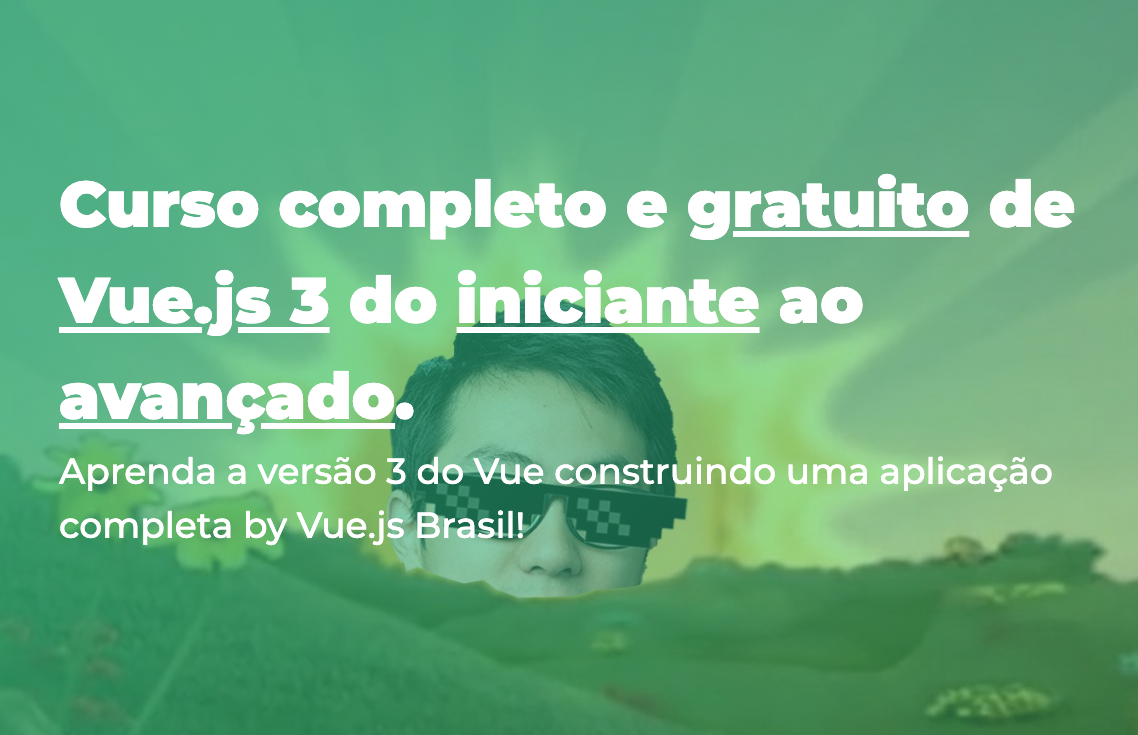 Curso completo e gratuito de
Vue.js 3 do iniciante ao
avançado.
Aprenda a versão 3 do Vue construindo uma aplicação
completa by Vue.js Brasil!